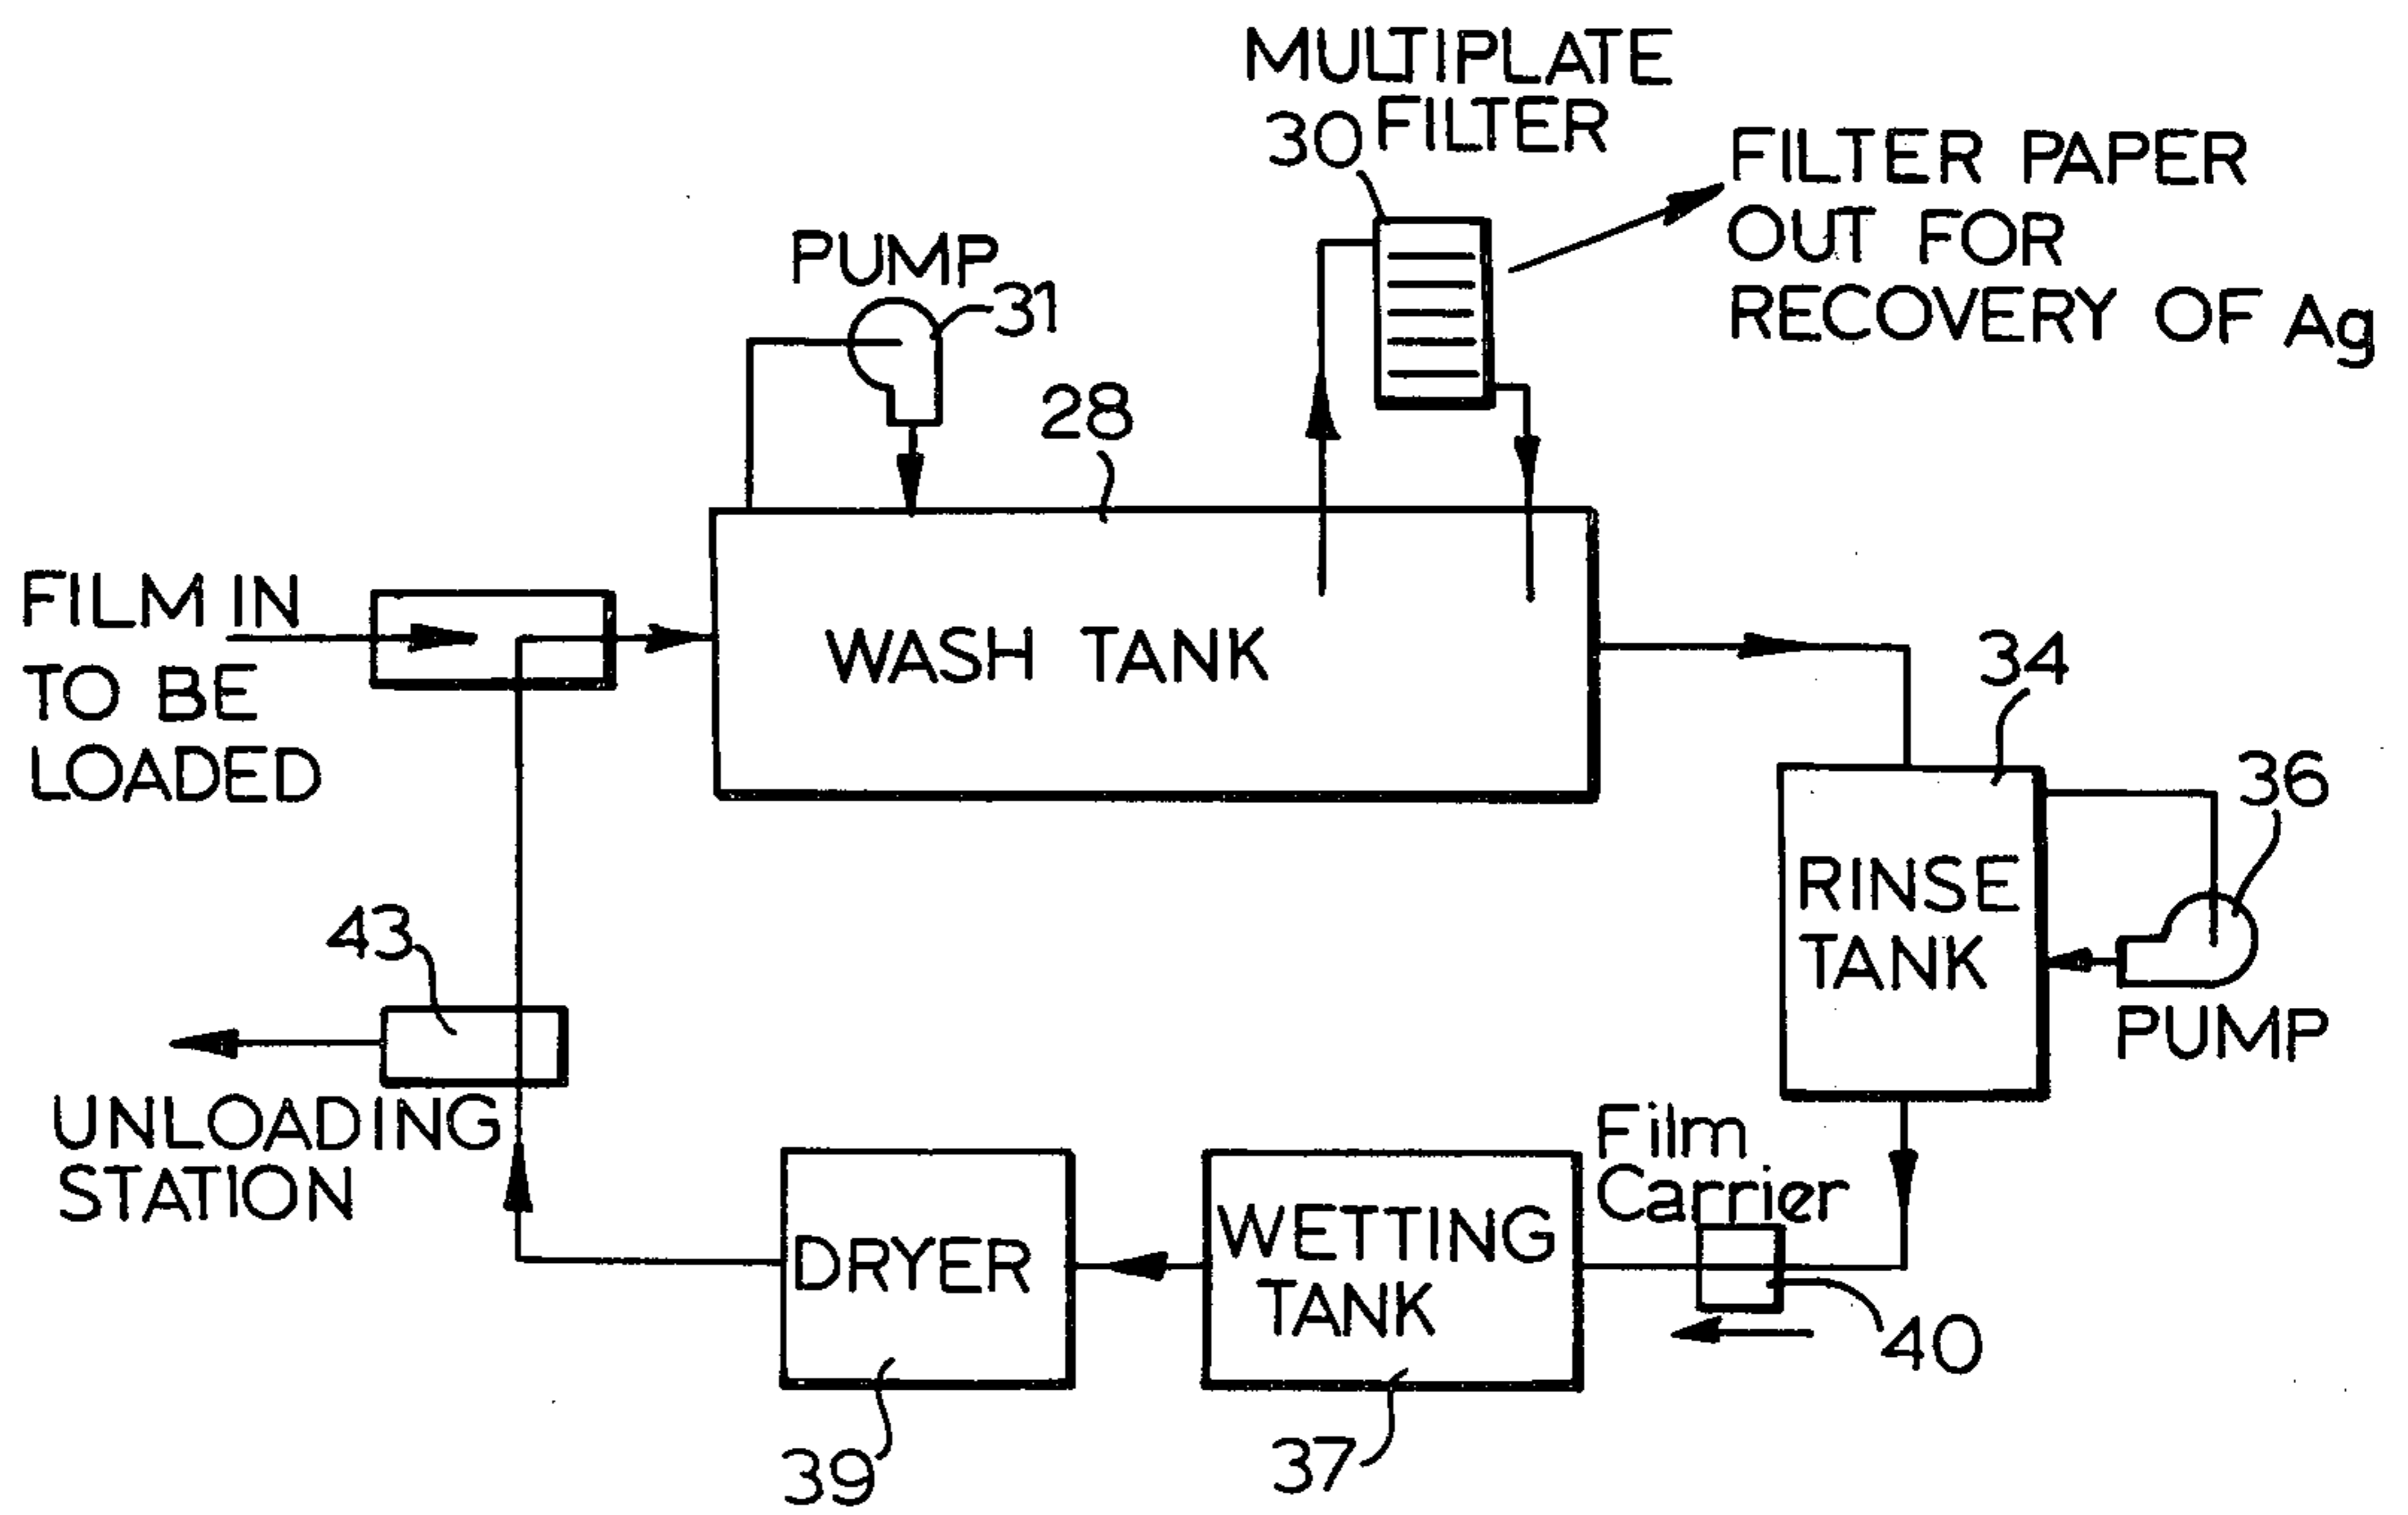 MULTIPLATE
30 FILTER
FILTER PAPER
OUT FOR
RECOVERY OF Ag
PUMP
31
28
FILM IN
TO BE
LOADED
WASH TANK
34
36
RINSE
TANK
PUMP
43
UNLOADING
STATION
Film
Carrier
40
WETTING
TANK
37
DRYER
39